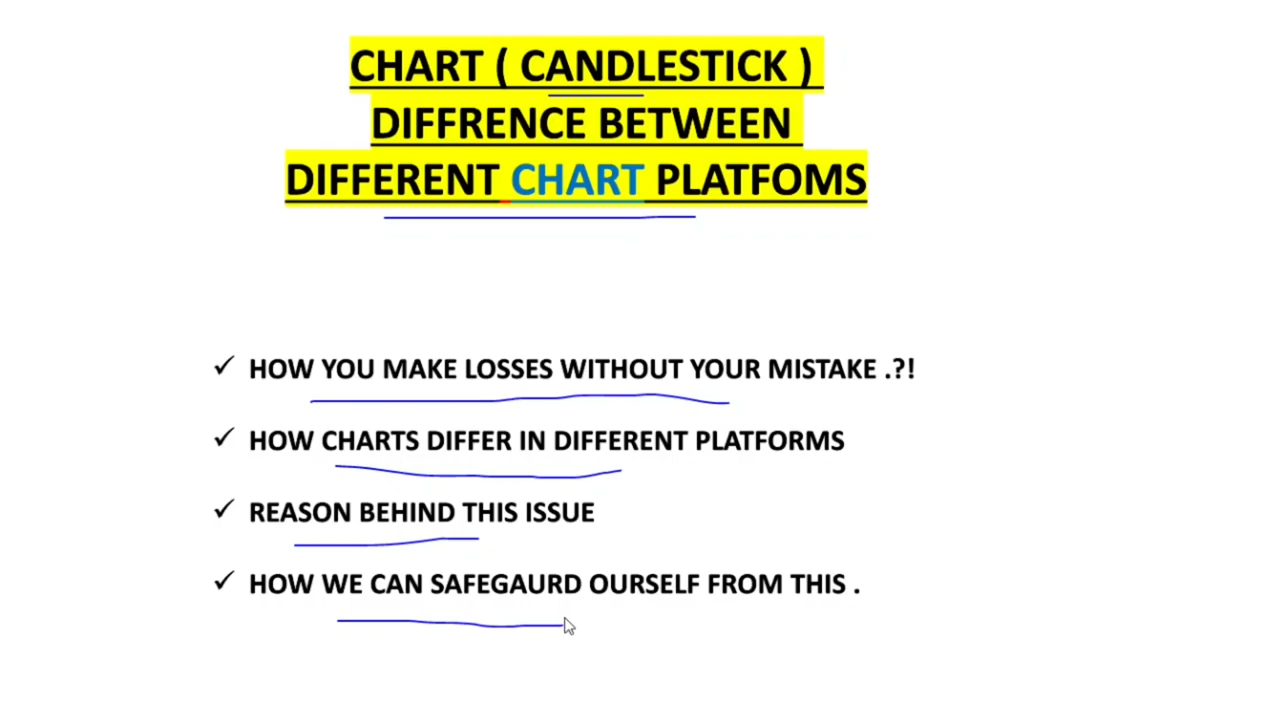 CHART ( CANDLESTICK )
DIFFRENCE BETWEEN
DIFFERENT CHART PLATFOMS
✓ HOW YOU MAKE LOSSES WITHOUT YOUR MISTAKE .?!
✓ HOW CHARTS DIFFER IN DIFFERENT PLATFORMS
✓ REASON BEHIND THIS ISSUE
✓ HOW WE CAN SAFEGAURD OURSELF FROM THIS .